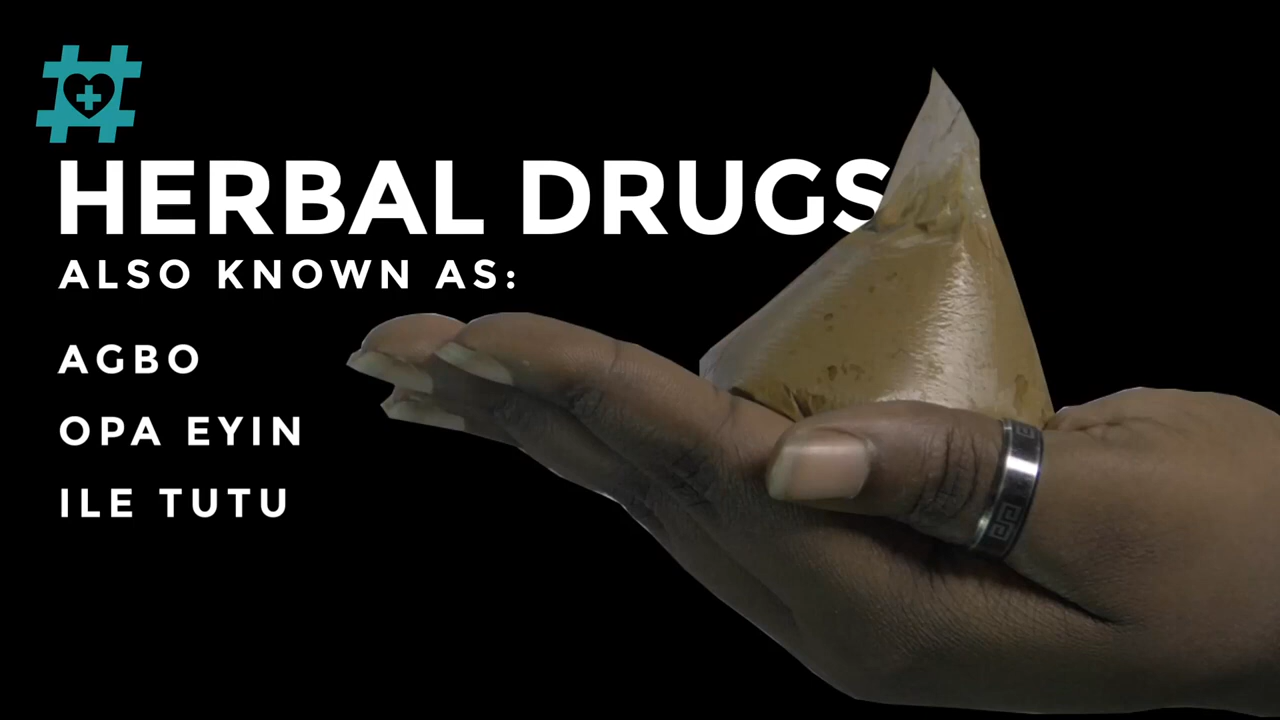 HERBAL DRUGS
ALSO KNOWN AS:
AGBO
OPA EYIN
ILE TUTU